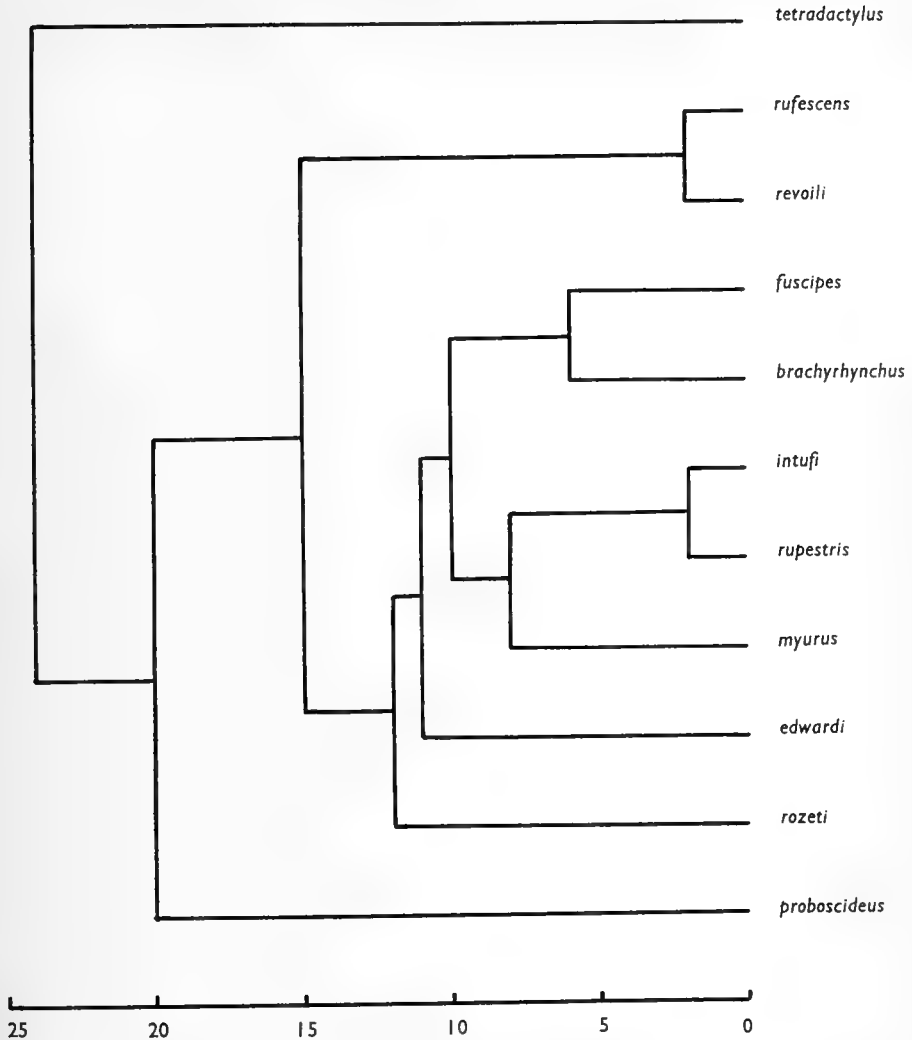 tetradactylus
rufescens
revoili
fuscipes
brachyrhynchus
intufi
rupestris
myurus
edwardi
rozeti
proboscideus
25 20 15 10 5 0